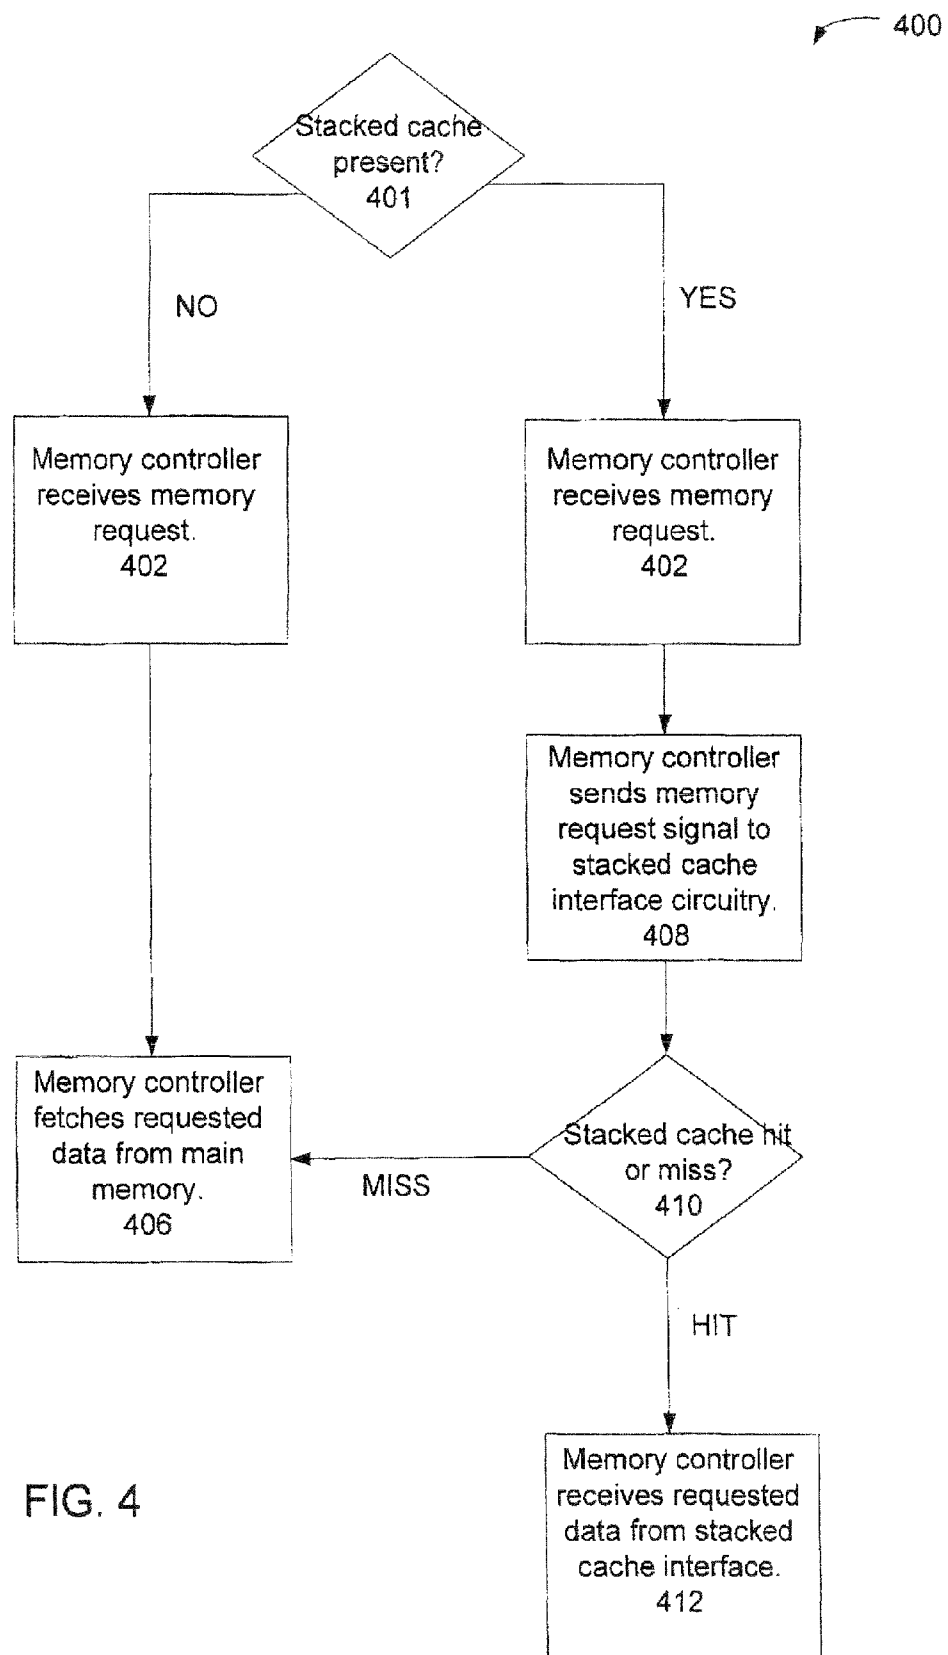 400
Stacked cache
present?
401
NO
YES
Memory controller
receives memory
request.
402
Memory controller
receives memory
request.
402
Memory controller
sends memory
request signal to
stacked cache
interface circuitry.
408
Memory controller
fetches requested
data from main
memory.
406
MISS
Stacked cache hit
or miss?
410
HIT
Memory controller
receives requested
data from stacked
cache interface.
412
FIG. 4